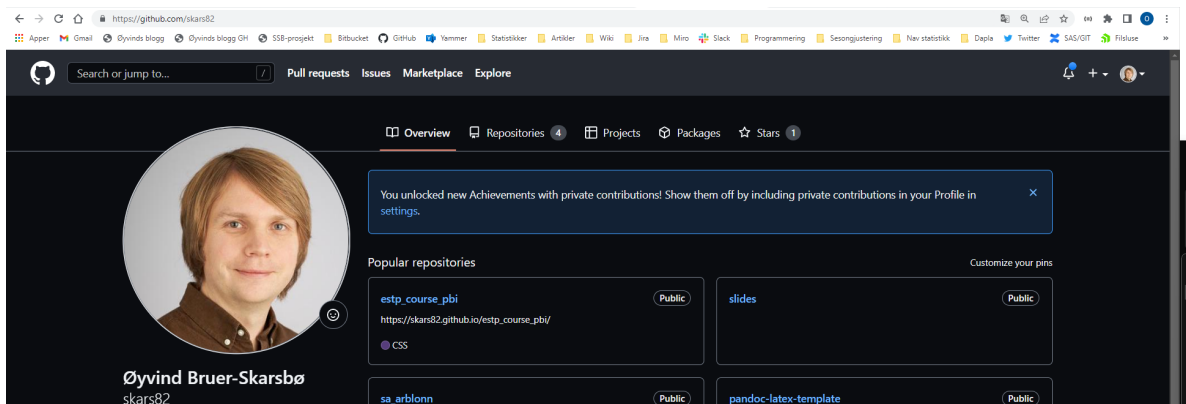 https://github.com/skars82
Apper Gmail Øyvinds blogg Øyvinds blogg GH SSB-prosjekt Bitbucket GitHub Yammer Statistikker Artikler Wiki Jira Miro Slack Programmering Sesongjustering Nav statistikk Dapla Twitter SAS/GIT Filsluse »
Search or jump to... / Pull requests Issues Marketplace Explore
Overview Repositories 4 Projects Packages Stars 1
You unlocked new Achievements with private contributions! Show them off by including private contributions in your Profile in
settings.
Popular repositories Customize your pins
estp_course_pbi Public slides Public
https://skars82.github.io/estp_course_pbi/
CSS
Øyvind Bruer-Skarsbø
skars82
sa_arblonn Public pandoc-latex-template Public